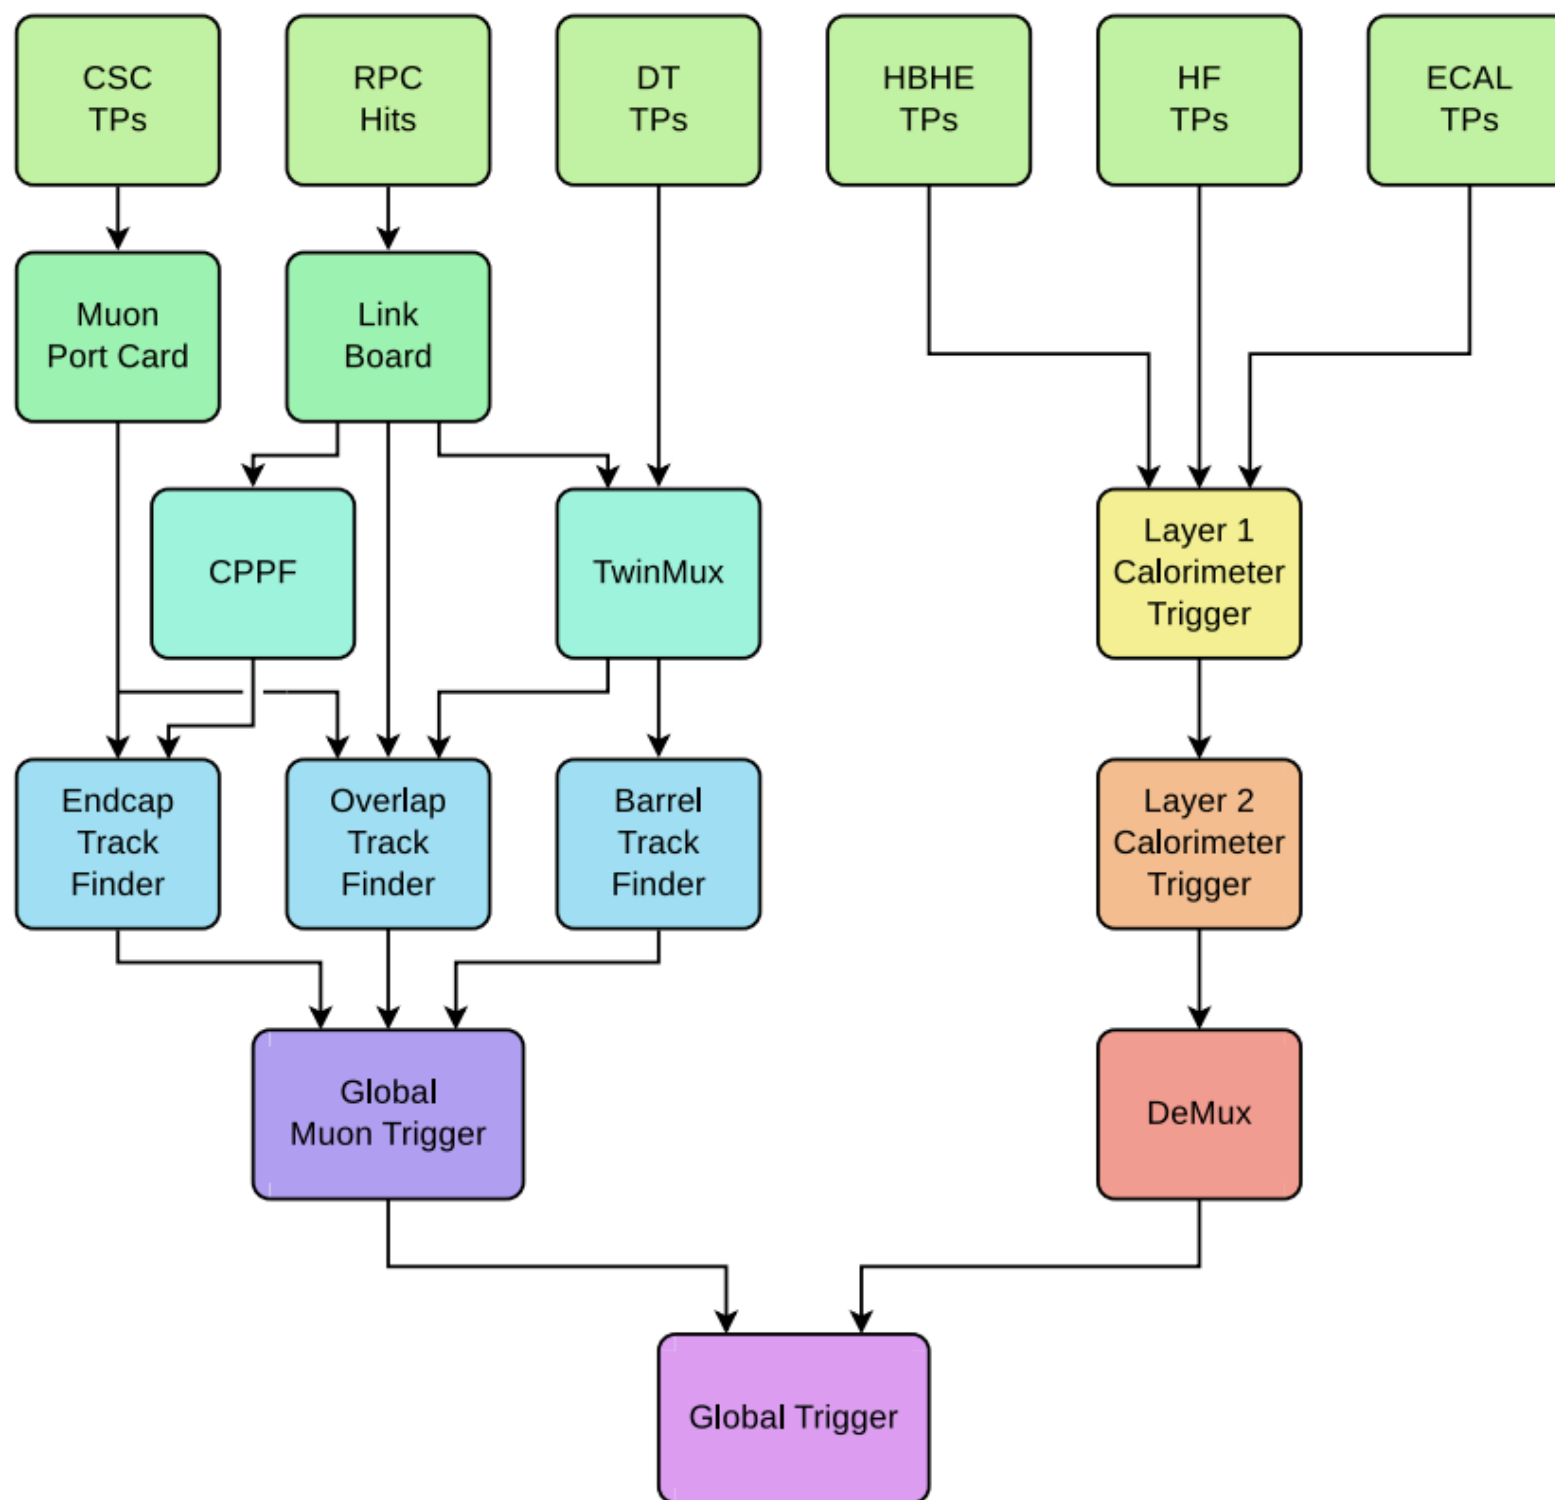 CSC
TPs
RPC
Hits
DT
TPs
HBHE
TPs
HF
TPs
ECAL
TPs
Muon
Port Card
Link
Board
CPPF
TwinMux
Layer 1
Calorimeter
Trigger
Endcap
Track
Finder
Overlap
Track
Finder
Barrel
Track
Finder
Layer 2
Calorimeter
Trigger
Global
Muon Trigger
DeMux
Global Trigger